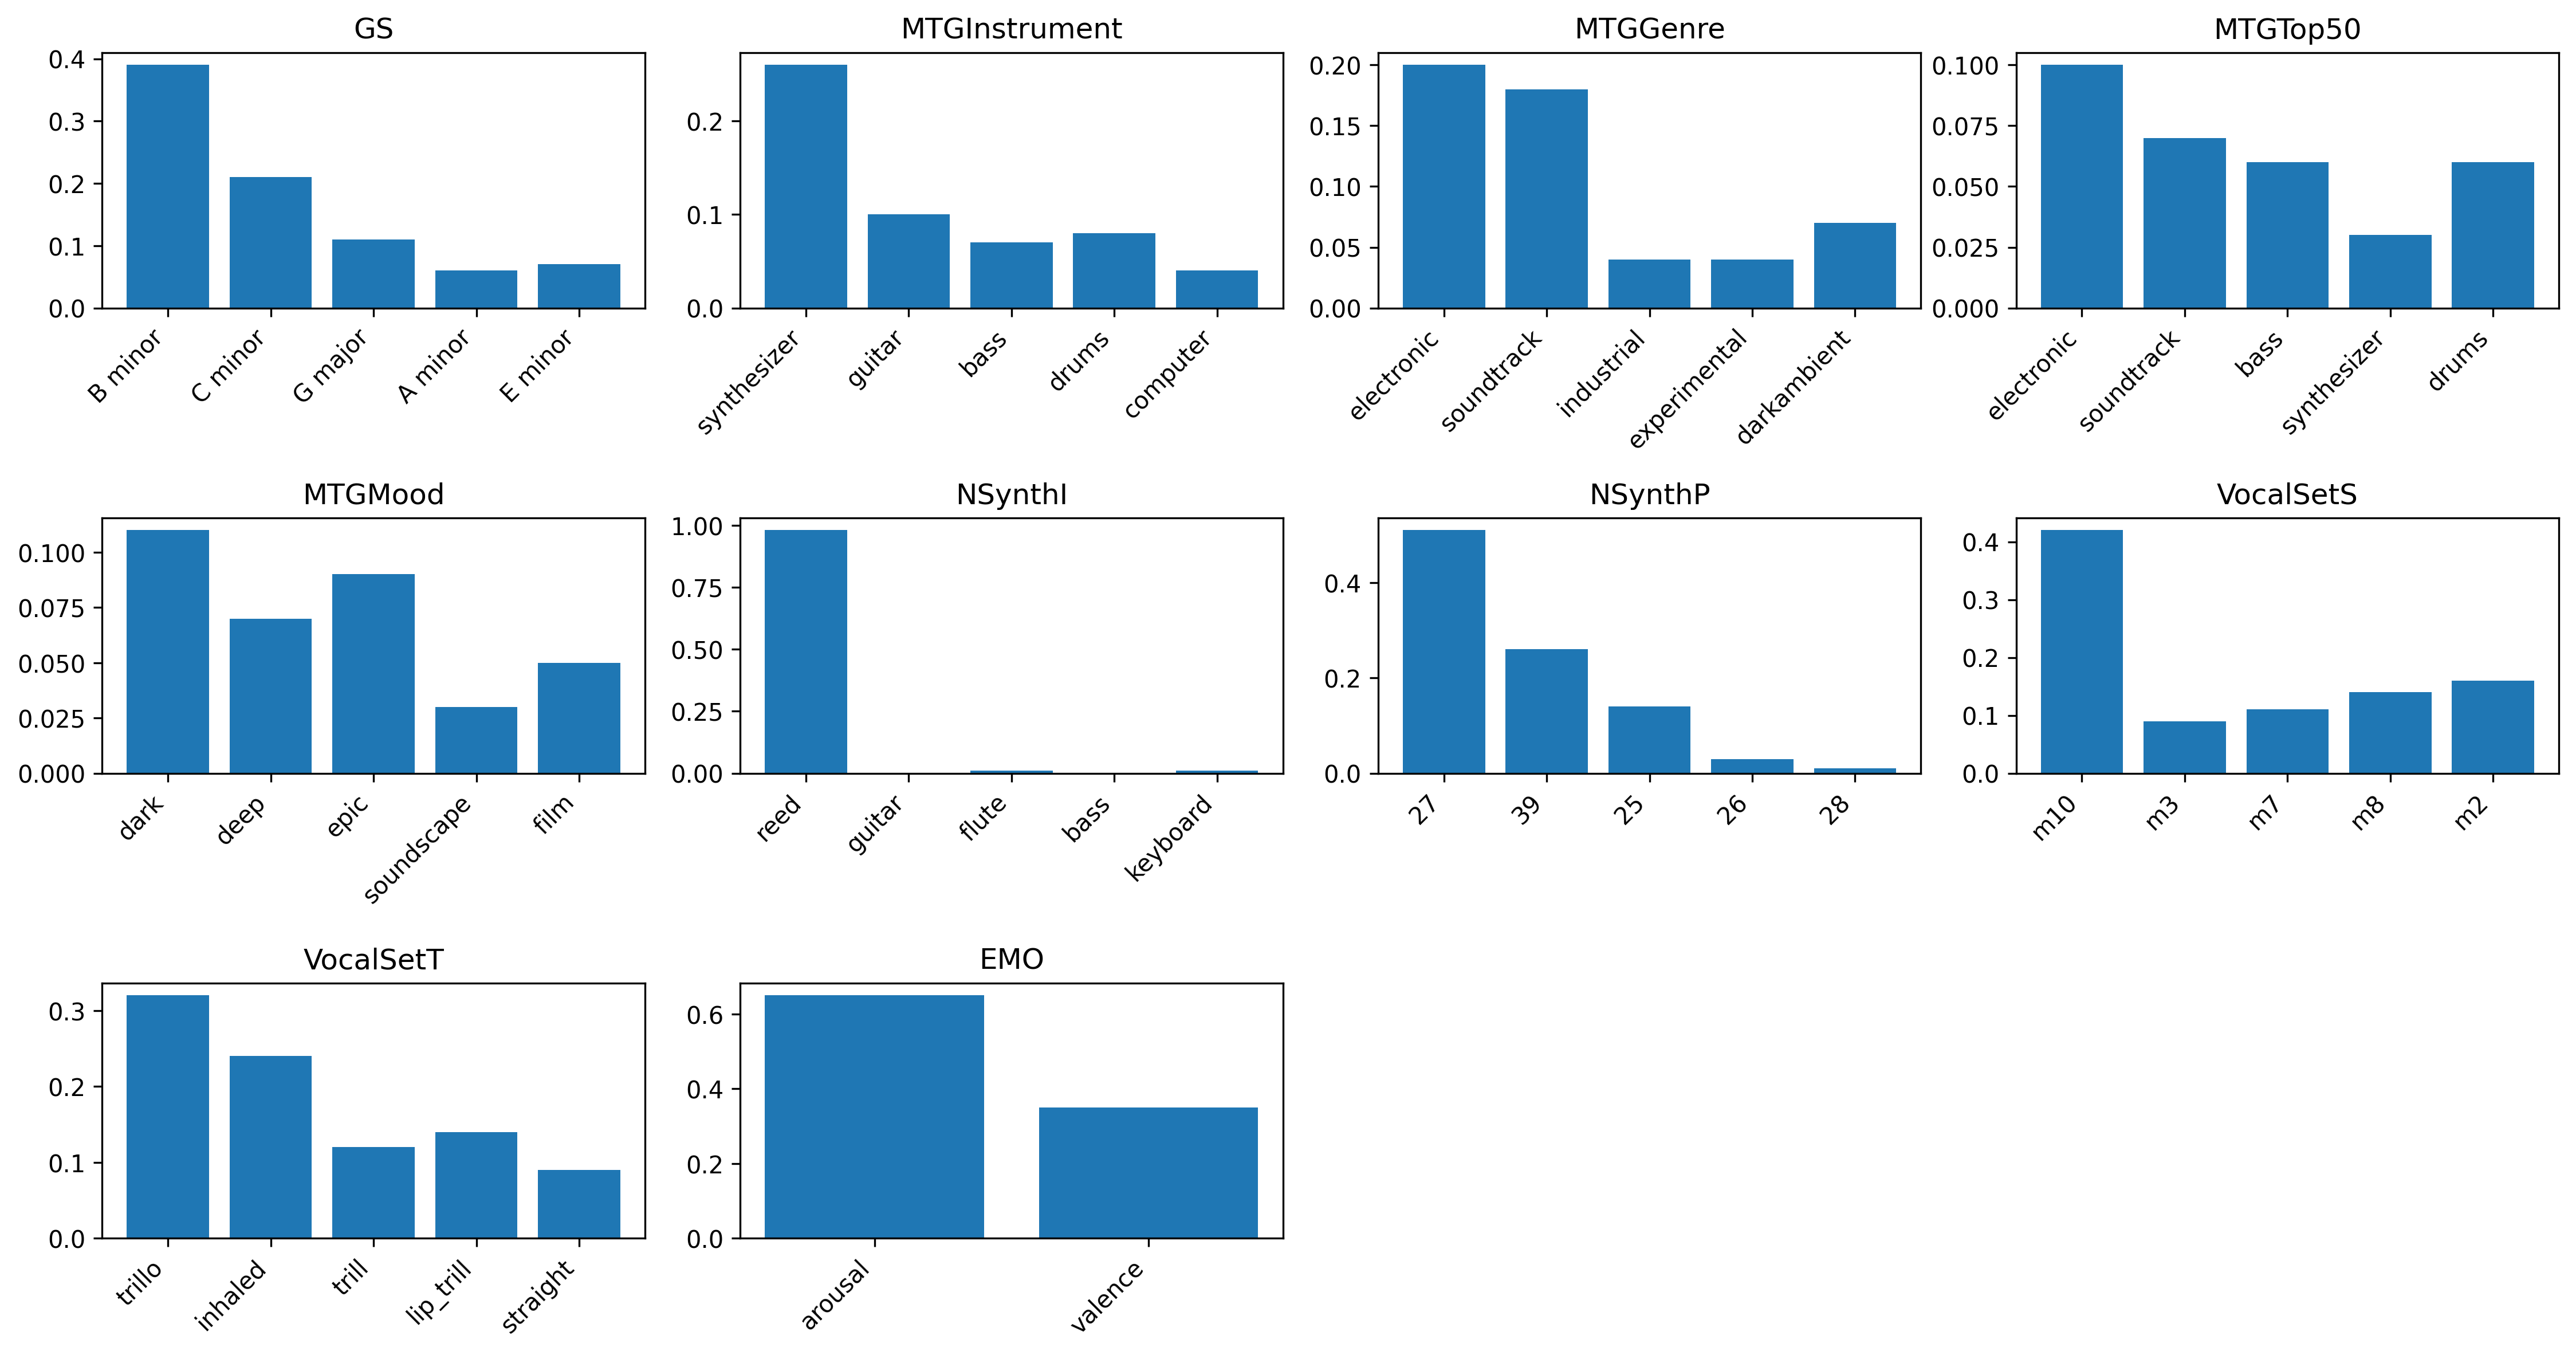 GS
0.4
0.3
0.2
0.1
0.0
B minor
C minor
G major
A minor
E minor
MTGInstrument
0.2
0.1
0.0
synthesizer
guitar
bass
drums
computer
MTGGenre
0.20
0.15
0.10
0.05
0.00
electronic
soundtrack
industrial
experimental
darkambient
MTGTop50
0.100
0.075
0.050
0.025
0.000
electronic
soundtrack
bass
synthesizer
drums
MTGMood
0.100
0.075
0.050
0.025
0.000
dark
deep
epic
soundscape
film
NSynthI
1.00
0.75
0.50
0.25
0.00
reed
guitar
flute
bass
keyboard
NSynthP
0.4
0.2
0.0
27
39
25
26
28
VocalSetS
0.4
0.3
0.2
0.1
0.0
m10
m3
m7
m8
m2
VocalSetT
0.3
0.2
0.1
0.0
trillo
inhaled
trill
lip_trill
straight
EMO
0.6
0.4
0.2
0.0
arousal
valence